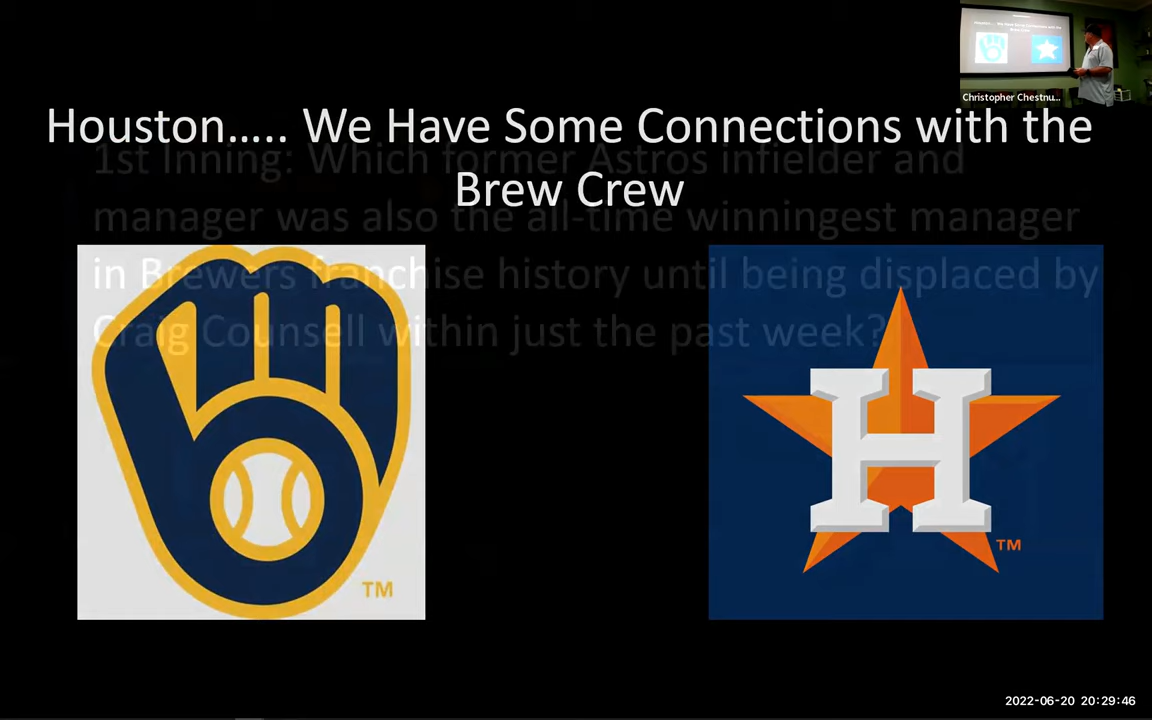 Christopher Chestnu...
Houston..... We Have Some Connections with the
Brew Crew
1st Inning: Which former Astros infielder and
manager was also the all-time winningest manager
in Brewers franchise history until being displaced by
Craig Counsell within just the past week?
H
TM
TM
2022-06-20 20:29:46